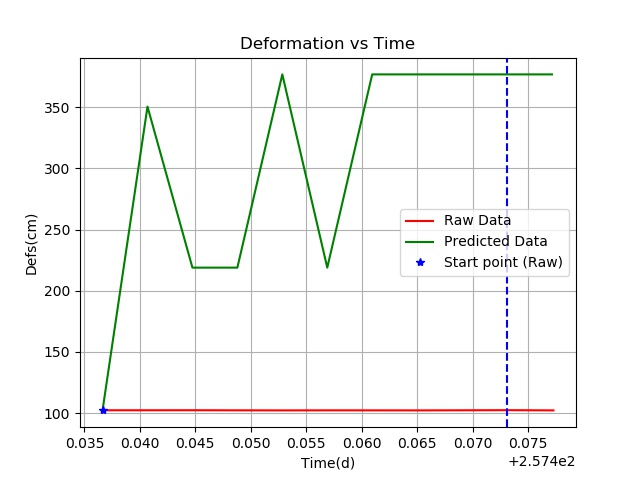 Deformation vs Time
Defs(cm)
350
300
250
200
150
100
Raw Data
Predicted Data
Start point (Raw)
0.035 0.040 0.045 0.050 0.055 0.060 0.065 0.070 0.075
Time(d)
+2.574e2